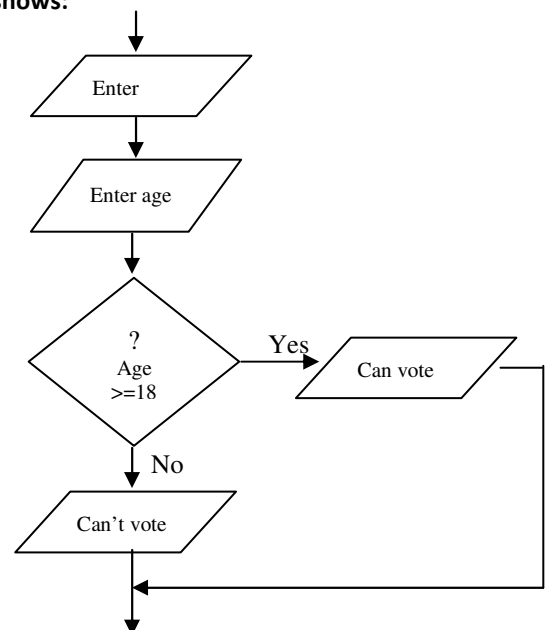 shows:
Enter
Enter age
?
Age
>=18
Yes
Can vote
No
Can't vote